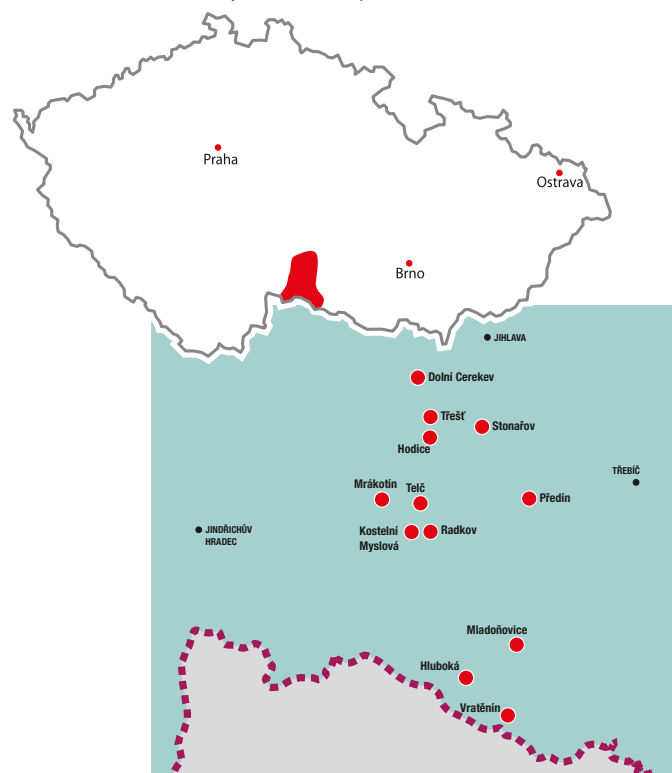 Praha
Ostrava
Brno
JIHLAVA
Dolní Cerekev
Třešť
Stonařov
Hodice
TŘEBÍČ
Mrákotín
Telč
Předín
JINDŘICHŮV
HRADEC
Kostelní
Myslová
Radkov
Mladoňovice
Hluboká
Vratěnín